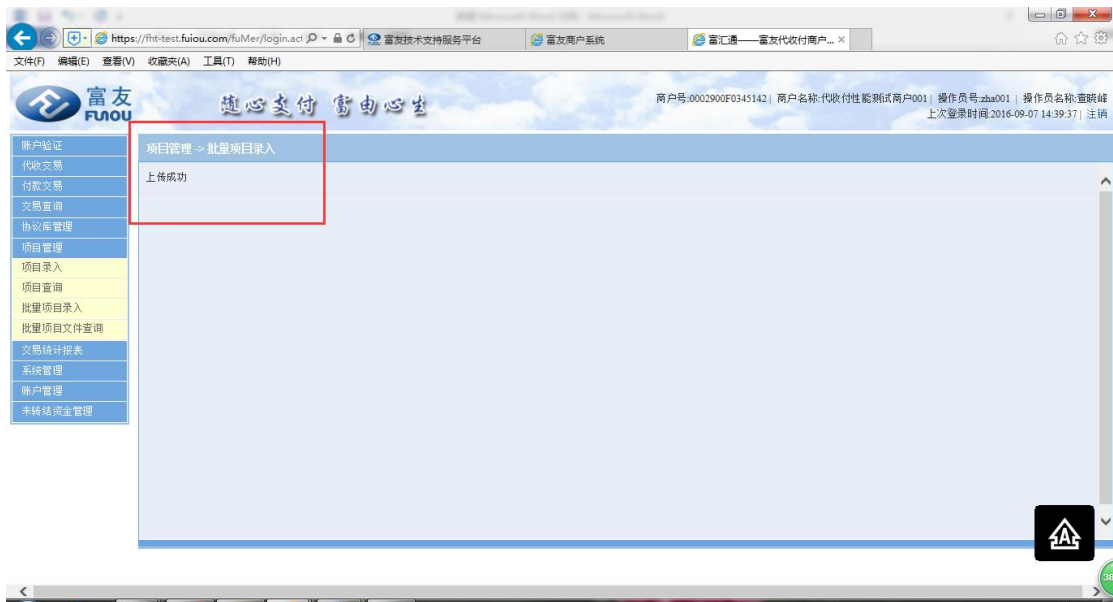 https://fht-test.fuiou.com/fuMer/login.act
富友技术支持服务平台
富友商户系统
富汇通——富友代收付商户...
文件(F) 编辑(E) 查看(V) 收藏夹(A) 工具(T) 帮助(H)
富友
FUIOU
随心支付 富由心生
商户号:0002900F0345142| 商户名称:代收付性能测试商户001| 操作员号:zha001| 操作员名称:查晓峰
上次登录时间:2016-09-07 14:39:37| 注销
账户验证
代收交易
付款交易
交易查询
协议库管理
项目管理
项目录入
项目查询
批量项目录入
批量项目文件查询
交易统计报表
系统管理
账户管理
未转结资金管理
项目管理 -> 批量项目录入
上传成功